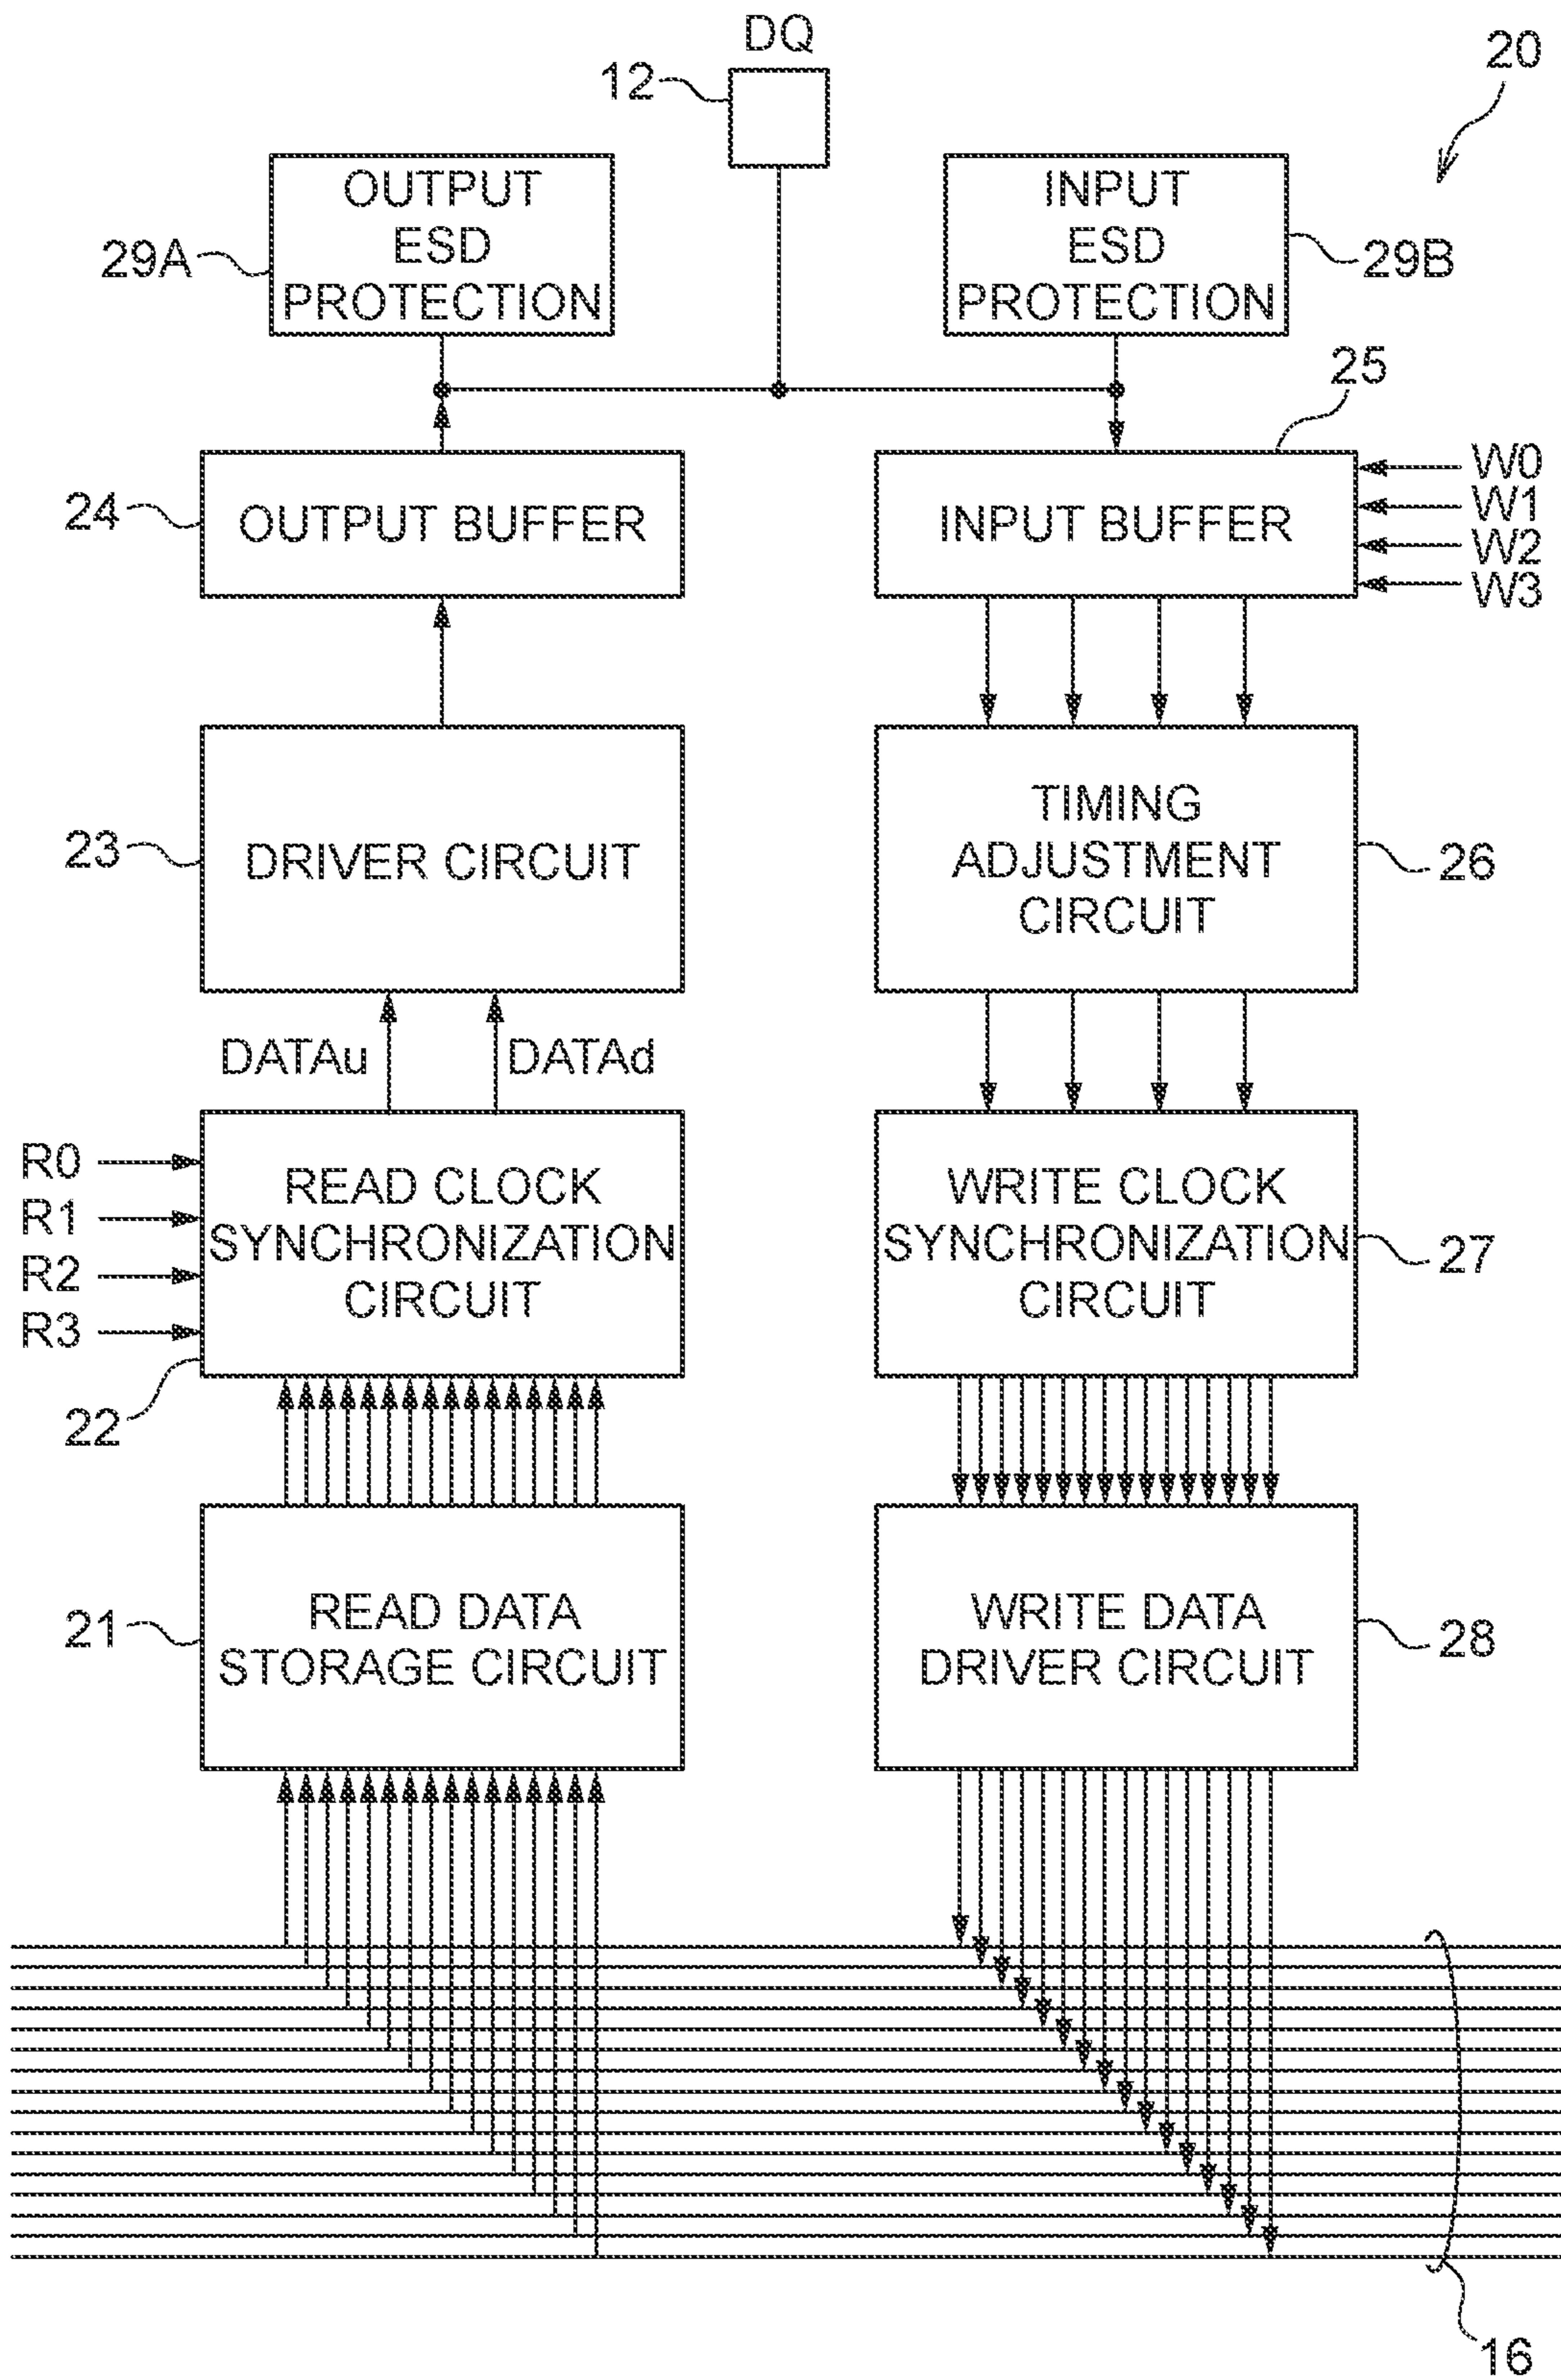 DQ
12
20
OUTPUT
ESD
PROTECTION
29A
INPUT
ESD
PROTECTION
29B
25
24
OUTPUT BUFFER
INPUT BUFFER
W0
W1
W2
W3
23
DRIVER CIRCUIT
TIMING
ADJUSTMENT
CIRCUIT
26
DATAu
DATAd
R0
R1
R2
R3
READ CLOCK
SYNCHRONIZATION
CIRCUIT
22
WRITE CLOCK
SYNCHRONIZATION
CIRCUIT
27
21
READ DATA
STORAGE CIRCUIT
WRITE DATA
DRIVER CIRCUIT
28
16